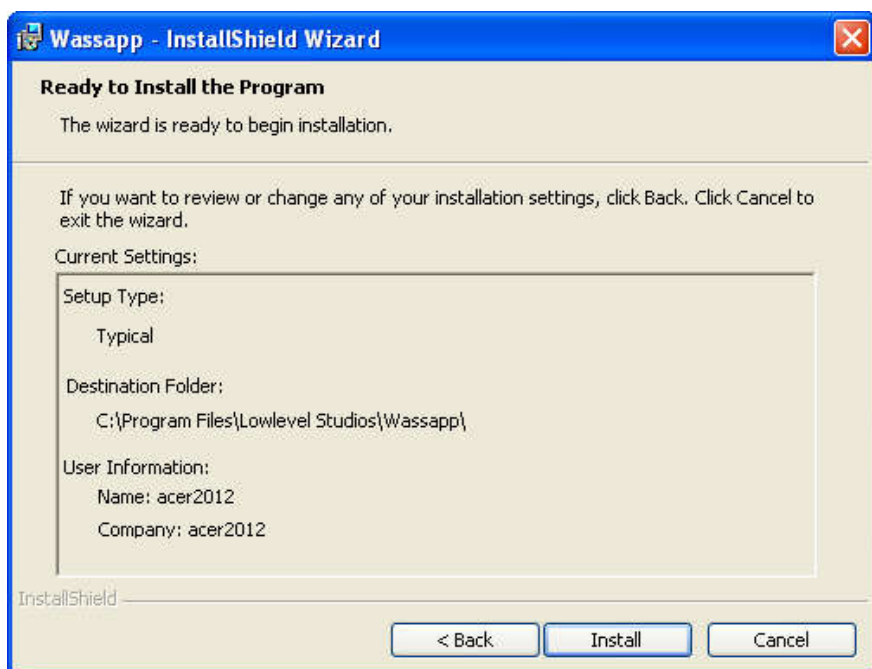 Wassapp - InstallShield Wizard
Ready to Install the Program
The wizard is ready to begin installation.
If you want to review or change any of your installation settings, click Back. Click Cancel to
exit the wizard.
Current Settings:
Setup Type:
Typical
Destination Folder:
C:\Program Files\Lowlevel Studios\Wassapp\
User Information:
Name: acer2012
Company: acer2012
InstallShield
< Back
Install
Cancel